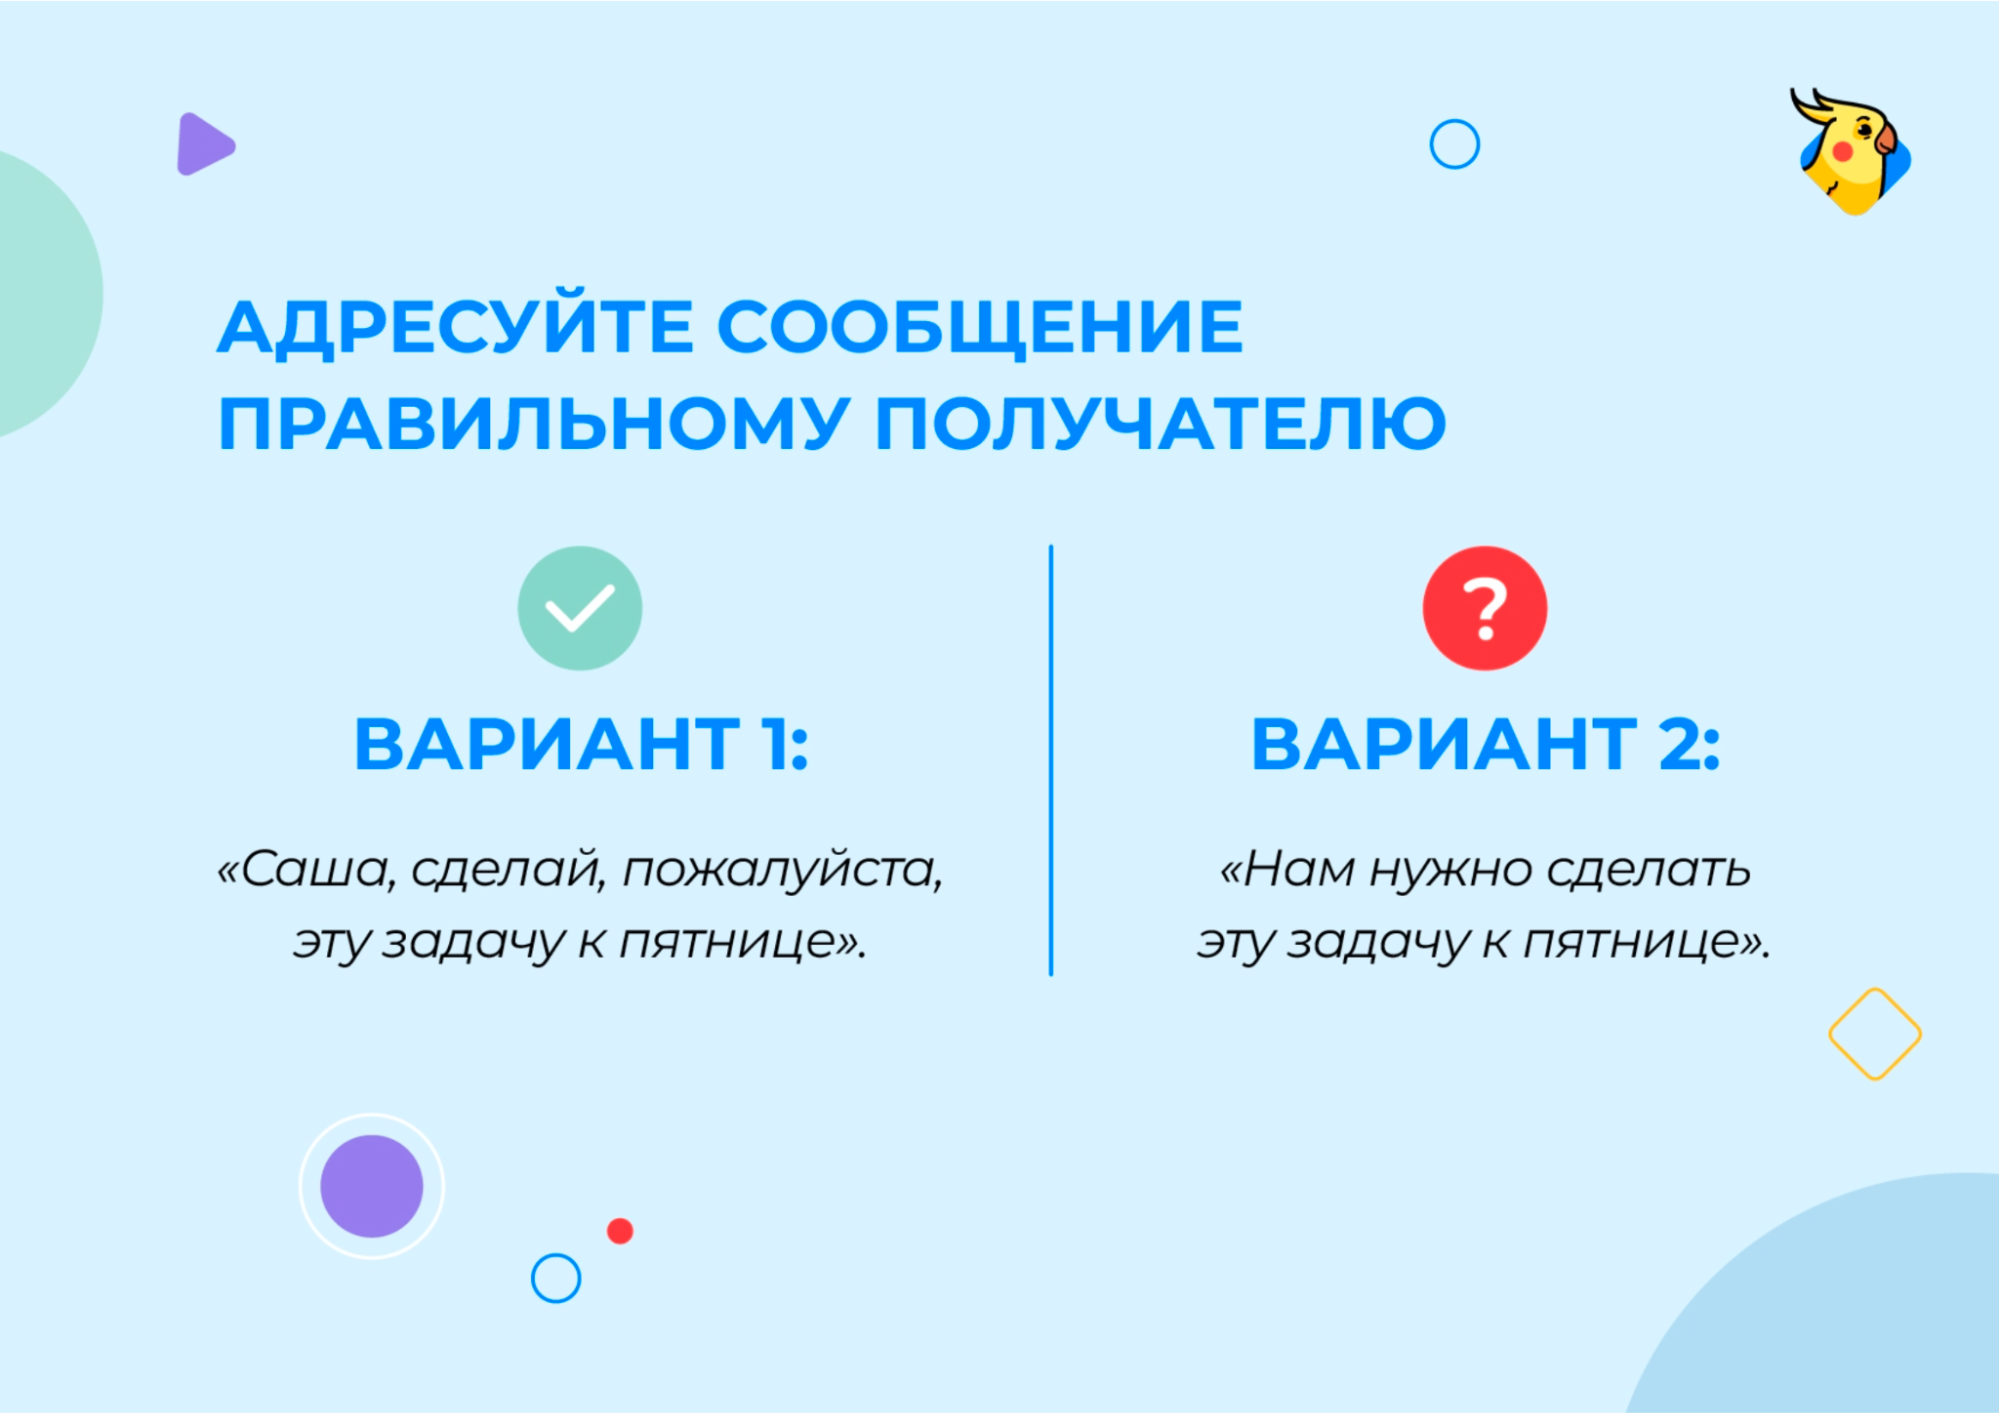 АДРЕСУЙТЕ СООБЩЕНИЕ
ПРАВИЛЬНОМУ ПОЛУЧАТЕЛЮ
ВАРИАНТ 1:
«Саша, сделай, пожалуйста,
эту задачу к пятнице».
?
ВАРИАНТ 2:
«Нам нужно сделать
эту задачу к пятнице».